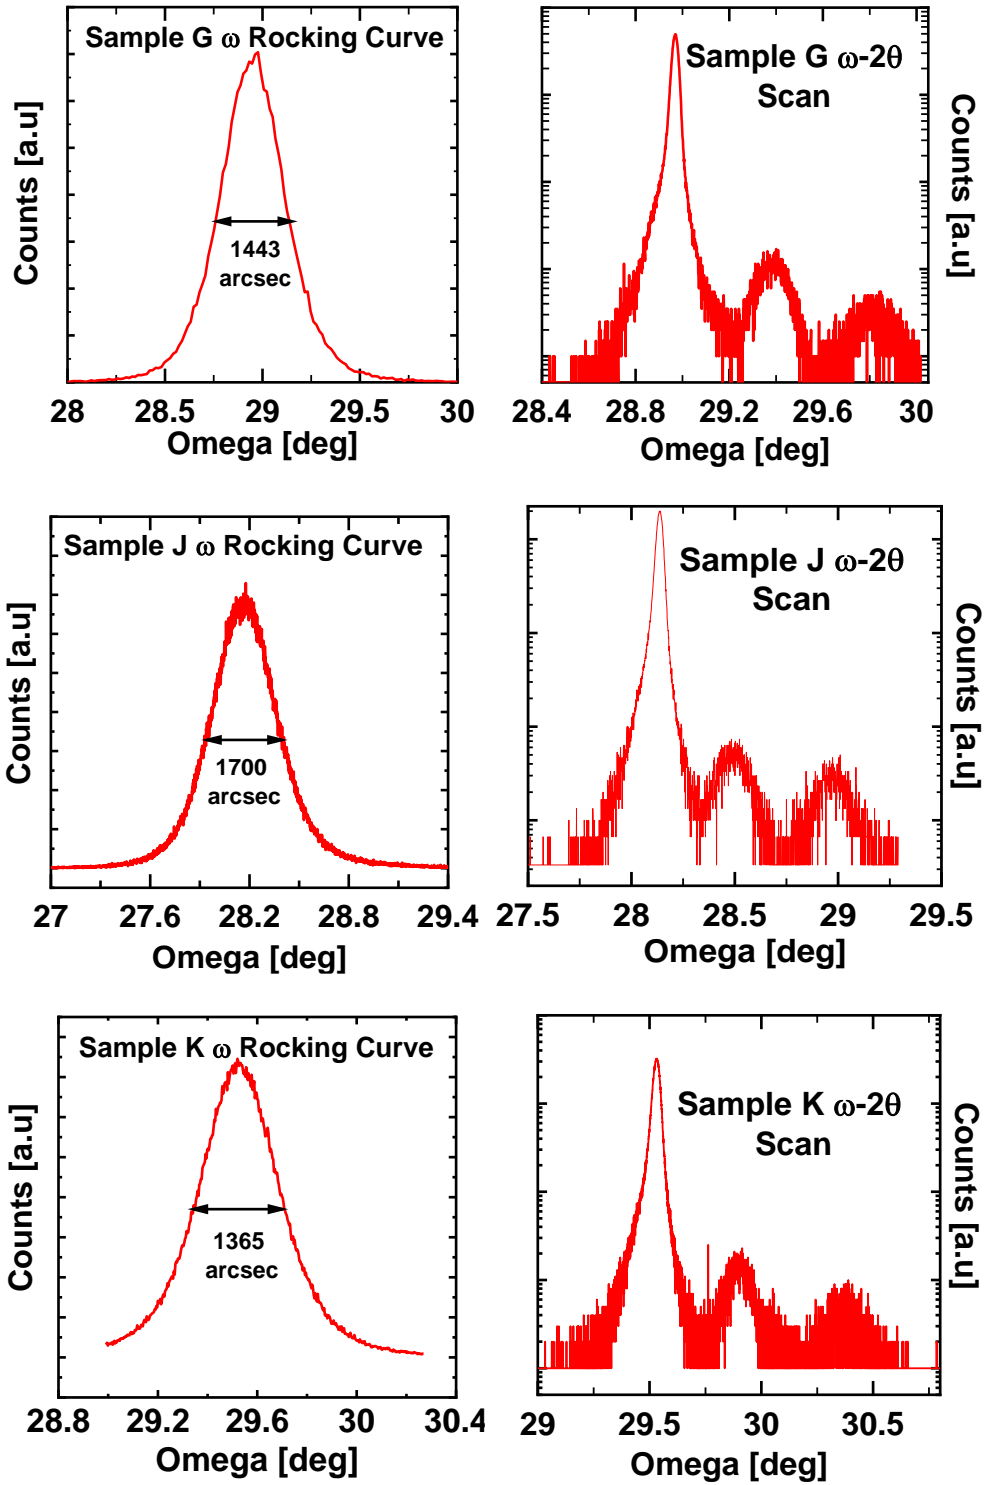 Sample G ω Rocking Curve
Counts [a.u]
1443
arcsec
28 28.5 29 29.5 30
Omega [deg]
Sample G ω-2θ
Scan
Counts [a.u]
28.4 28.8 29.2 29.6 30
Omega [deg]
Sample J ω Rocking Curve
Counts [a.u]
1700
arcsec
27 27.6 28.2 28.8 29.4
Omega [deg]
Sample J ω-2θ
Scan
Counts [a.u]
27.5 28 28.5 29 29.5
Omega [deg]
Sample K ω Rocking Curve
Counts [a.u]
1365
arcsec
28.8 29.2 29.6 30 30.4
Omega [deg]
Sample K ω-2θ
Scan
Counts [a.u]
29 29.5 30 30.5
Omega [deg]